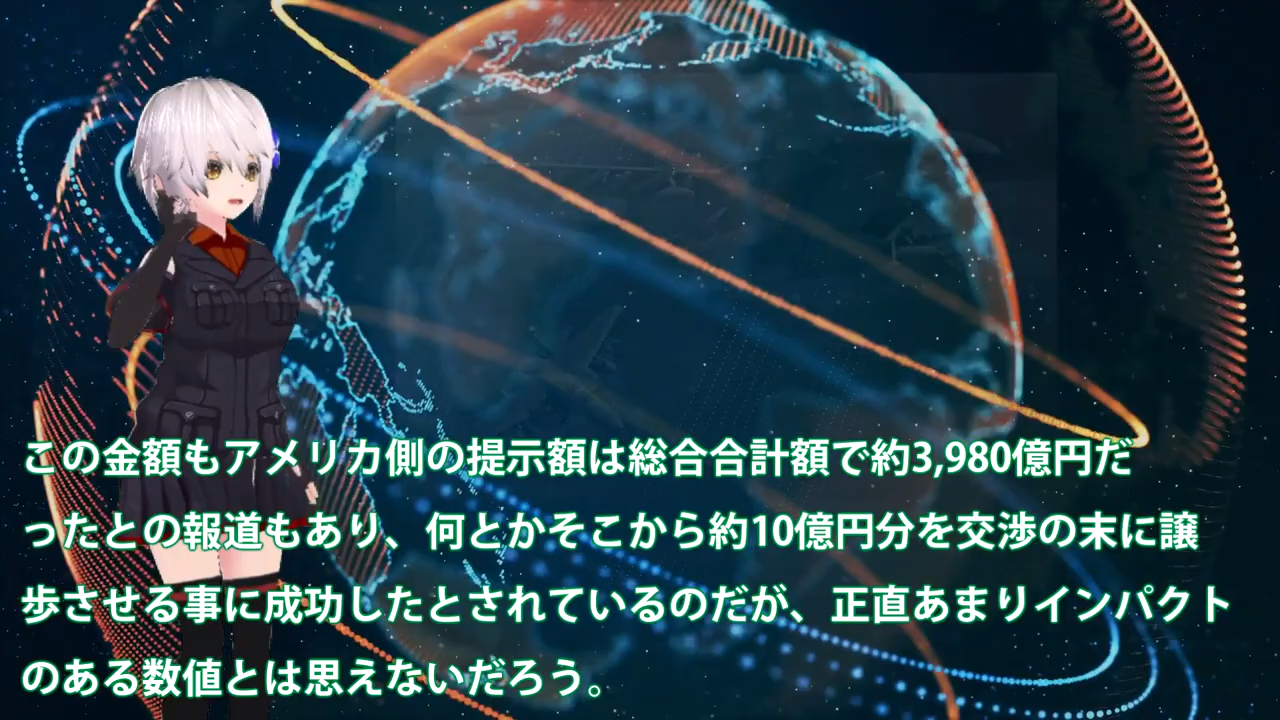 この金額もアメリカ側の提示額は総合合計額で約3,980億円だ
ったとの報道もあり、何とかそこから約10億円分を交渉の末に譲
歩させる事に成功したとされているのだが、正直あまりインパクト
のある数値とは思えないだろう。